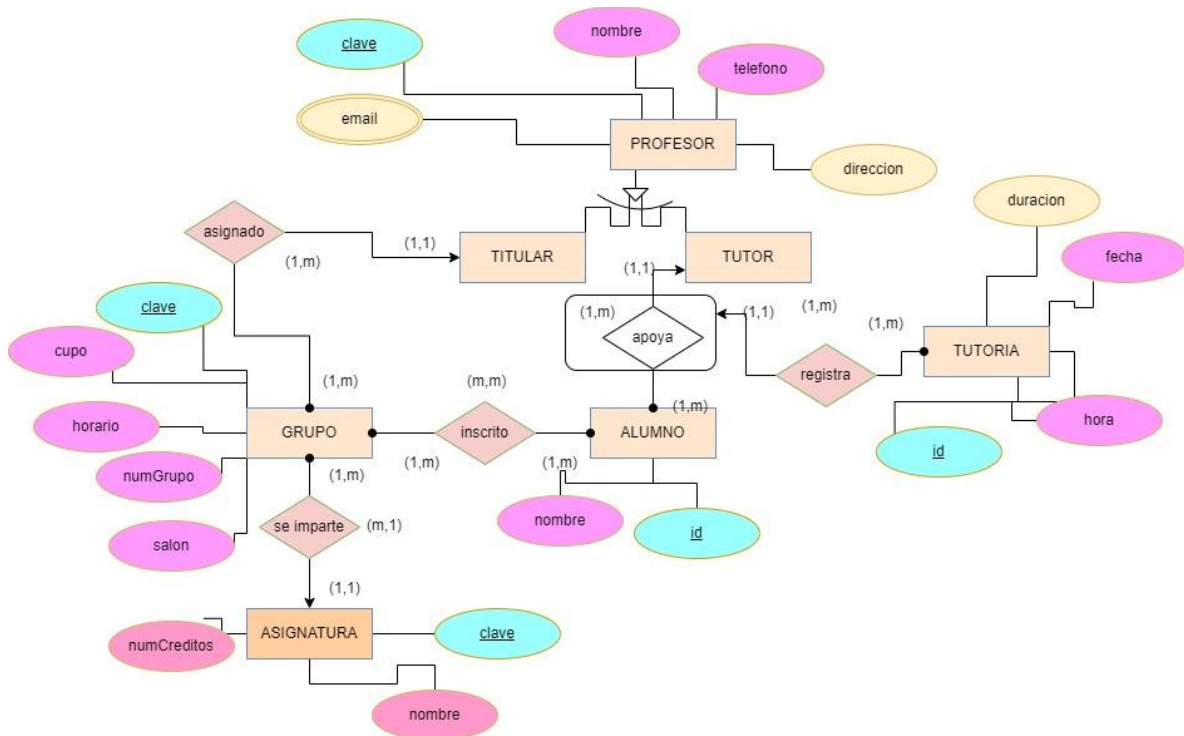 nombre
clave
telefono
email
PROFESOR
direccion
duracion
asignado
(1,1)
TITULAR
TUTOR
(1,m)
(1,1)
fecha
clave
(1,m)
(1,1)
(1,m)
(1,m)
apoya
TUTORIA
cupo
registra
(1,m)
(m,m)
(1,m)
horario
GRUPO
inscrito
ALUMNO
hora
(1,m)
(1,m)
(1,m)
id
numGrupo
nombre
id
se imparte
(m,1)
salon
(1,1)
numCreditos
ASIGNATURA
clave
nombre